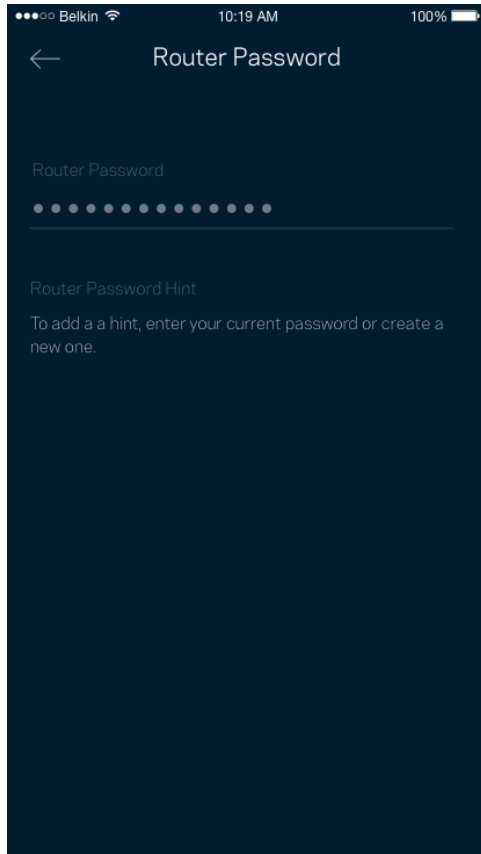 Belkin 10:19 AM 100%
Router Password
Router Password
●●●●●●●●●●●●●●
Router Password Hint
To add a a hint, enter your current password or create a
new one.